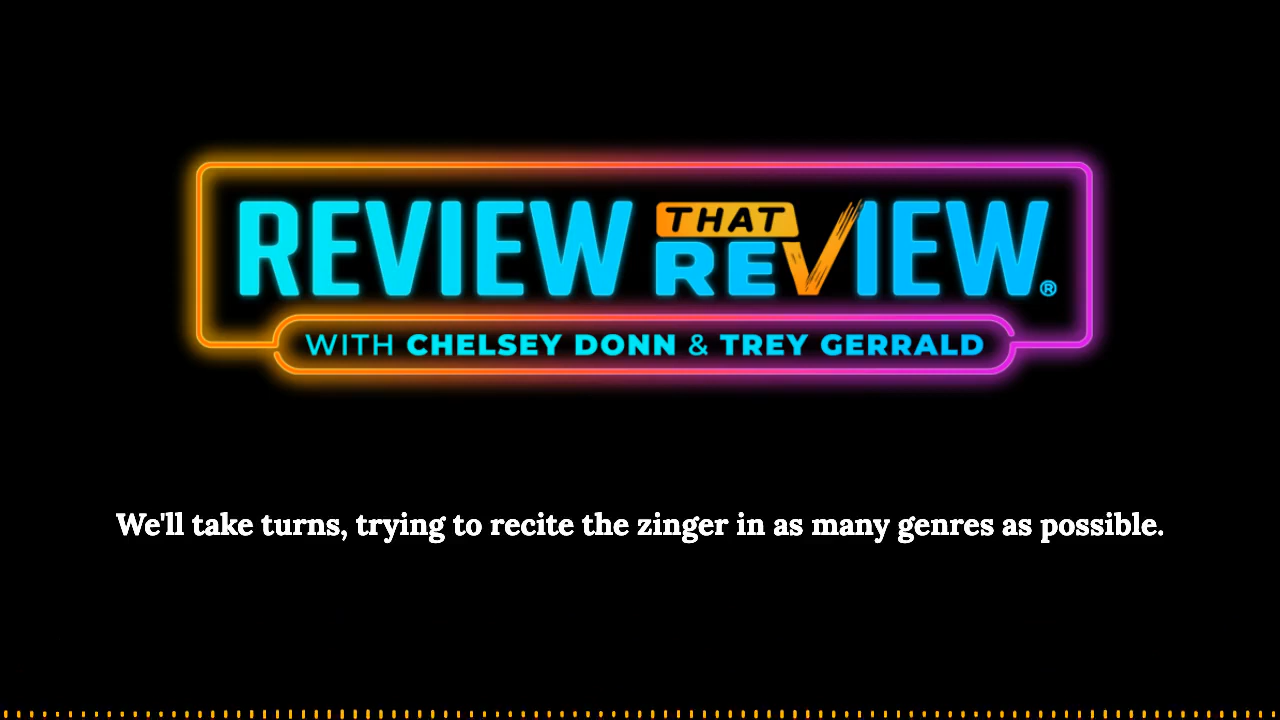 REVIEW THAT REVIEW®
WITH CHELSEY DONN & TREY GERRALD
We'll take turns, trying to recite the zinger in as many genres as possible.